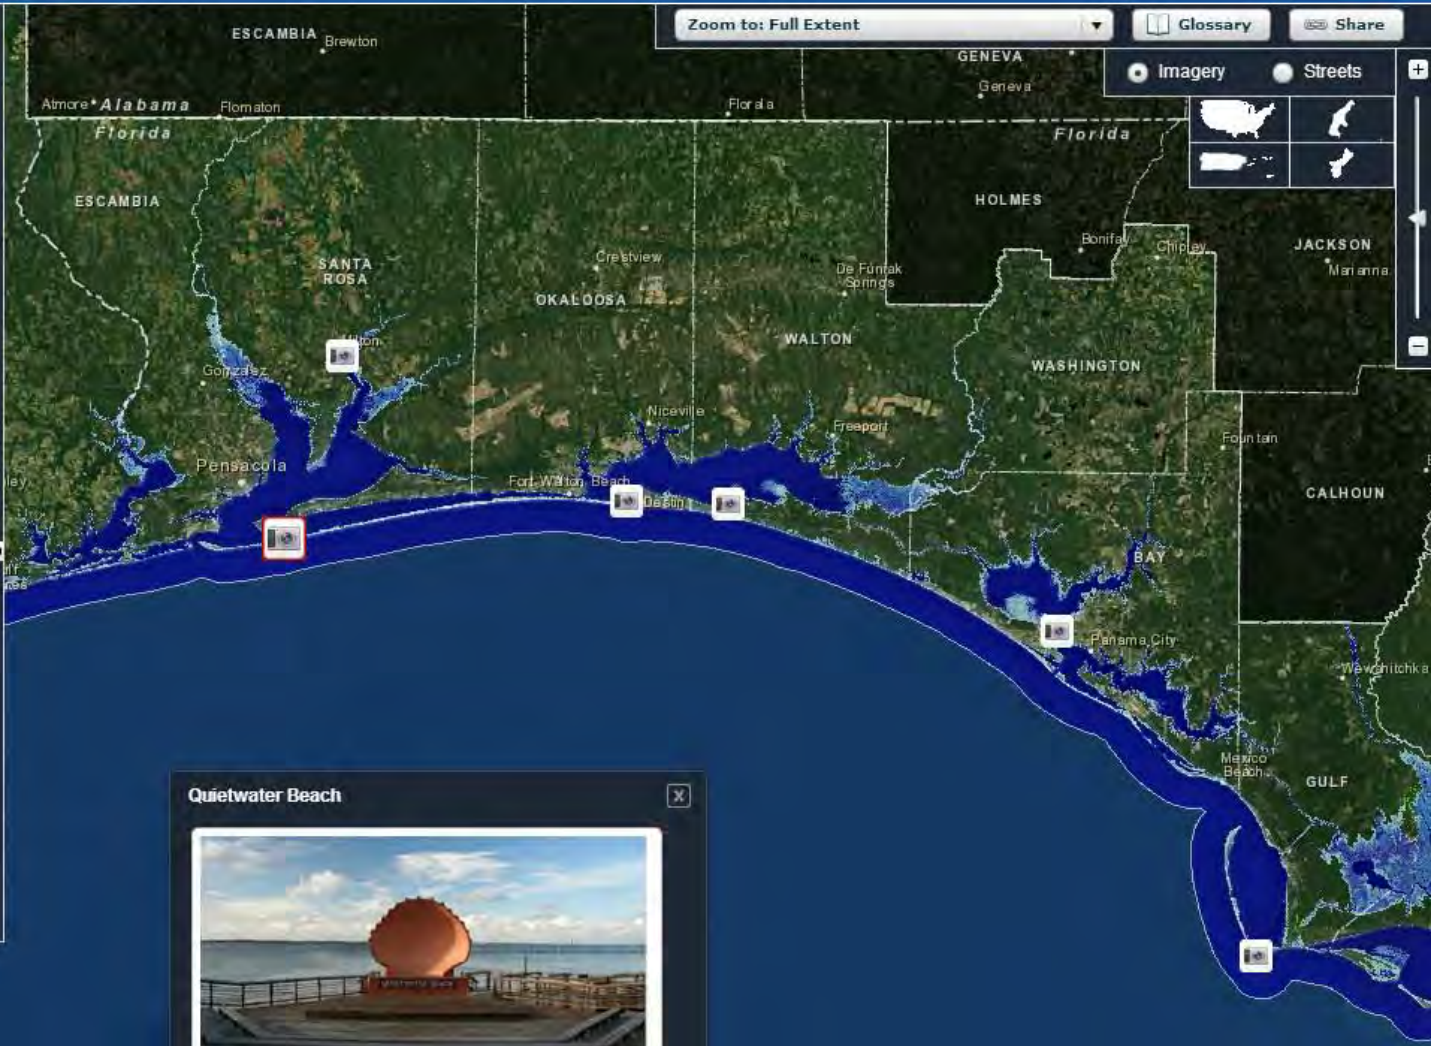 Zoom to: Full Extent
Glossary
Share
Imagery
Streets
ESCAMBIA
Brewton
GENEVA
Geneva
Atmore
Alabama
Flomaton
Florala
Florida
Florida
ESCAMBIA
HOLMES
Bonifay
Chipley
JACKSON
Marianna
SANTA
ROSA
Crestview
De Funiak
Springs
OKALOOSA
WALTON
WASHINGTON
Gonzalez
Niceville
Freeport
Fountain
Pensacola
Fort Walton Beach
Destin
CALHOUN
BAY
Panama City
Wewahitchka
Mexico
Beach
GULF
Quietwater Beach
X